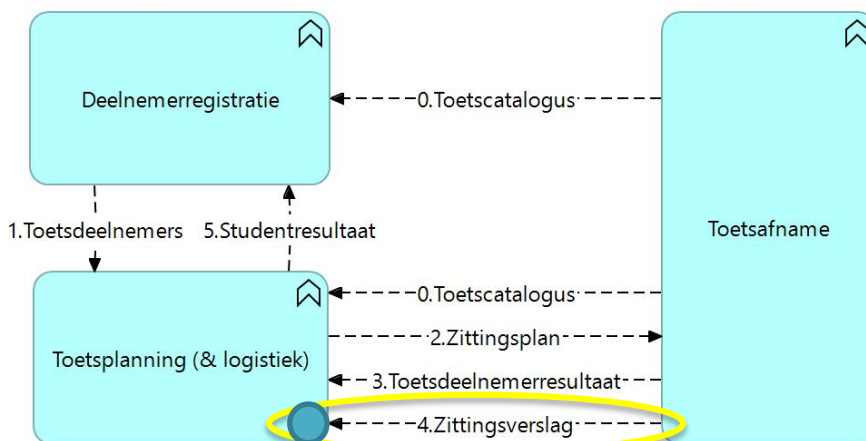 Deelnemerregistratie
0.Toetscatalogus
Toetsafname
1.Toetsdeelnemers
5.Studentresultaat
0.Toetscatalogus
Toetsplanning (& logistiek)
2.Zittingsplan
3.Toetsdeelnemerresultaat
4.Zittingsverslag